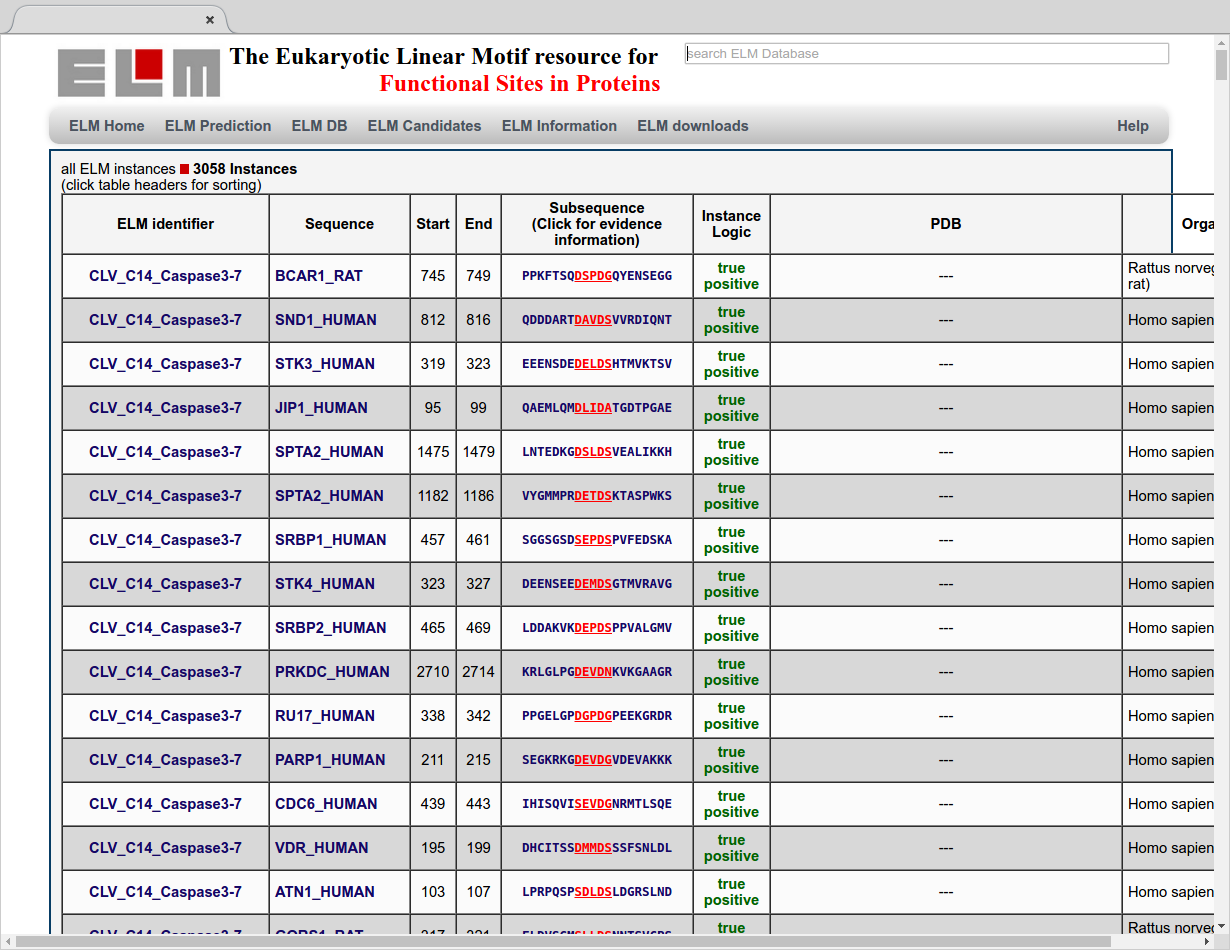 ×
ELM
The Eukaryotic Linear Motif resource for
Functional Sites in Proteins
search ELM Database
ELM Home ELM Prediction ELM DB ELM Candidates ELM Information ELM downloads Help
all ELM instances 3058 Instances
(click table headers for sorting)
ELM identifier Sequence Start End Subsequence (Click for evidence information) Instance Logic PDB Orga
CLV_C14_Caspase3-7 BCAR1_RAT 745 749 PPKFTSQDSPDGQYENSEGG true positive --- Rattus norveg rat)
CLV_C14_Caspase3-7 SND1_HUMAN 812 816 QDDDARTDAVDSVVRDIQNT true positive --- Homo sapien
CLV_C14_Caspase3-7 STK3_HUMAN 319 323 EEENSDEDELDSHTMVKTSV true positive --- Homo sapien
CLV_C14_Caspase3-7 JIP1_HUMAN 95 99 QAEMLQMDLIDATGDTPGAE true positive --- Homo sapien
CLV_C14_Caspase3-7 SPTA2_HUMAN 1475 1479 LNTEDKGDSLDSVEALIKKH true positive --- Homo sapien
CLV_C14_Caspase3-7 SPTA2_HUMAN 1182 1186 VYGMMPRDETDSKTASPWKS true positive --- Homo sapien
CLV_C14_Caspase3-7 SRBP1_HUMAN 457 461 SGGSGSDSEPDSPVFEDSKA true positive --- Homo sapien
CLV_C14_Caspase3-7 STK4_HUMAN 323 327 DEENSEEDEMDSGTMVRAVG true positive --- Homo sapien
CLV_C14_Caspase3-7 SRBP2_HUMAN 465 469 LDDAKVKDEPDSPPVALGMV true positive --- Homo sapien
CLV_C14_Caspase3-7 PRKDC_HUMAN 2710 2714 KRLGLPGDEVDNKVKGAAGR true positive --- Homo sapien
CLV_C14_Caspase3-7 RU17_HUMAN 338 342 PPGELGPDGPDGPEEKGRDR true positive --- Homo sapien
CLV_C14_Caspase3-7 PARP1_HUMAN 211 215 SEGKRKGDEVDGVDEVAKKK true positive --- Homo sapien
CLV_C14_Caspase3-7 CDC6_HUMAN 439 443 IHISQVISEVDGNRMTLSQE true positive --- Homo sapien
CLV_C14_Caspase3-7 VDR_HUMAN 195 199 DHCITSSDMMDSSSFSNLDL true positive --- Homo sapien
CLV_C14_Caspase3-7 ATN1_HUMAN 103 107 LPRPQSPSDLDSLDGRSLND true positive --- Homo sapien
true Rattus norveg